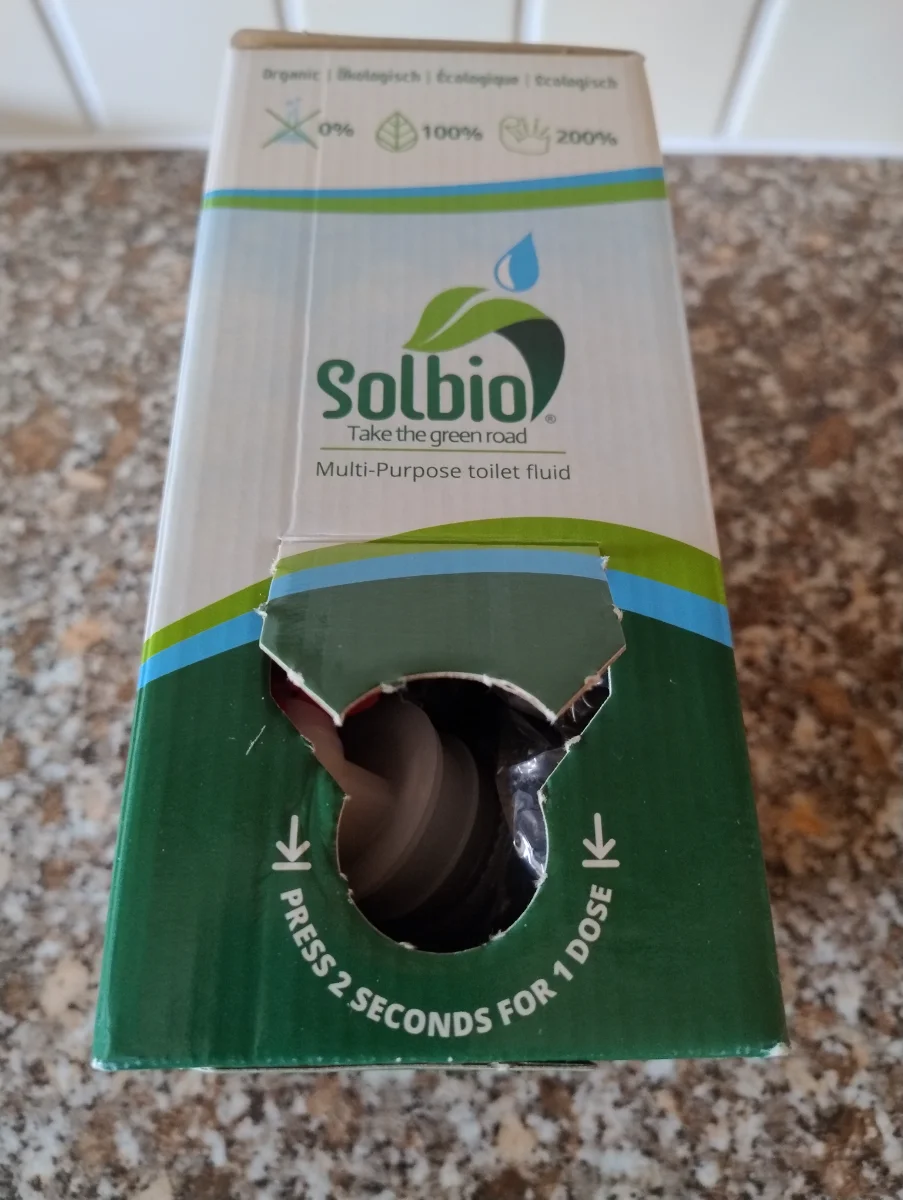 Organic | Ökologisch | Écologique | Ecologisch
0% 100% 200%
Solbio®
Take the green road
Multi-Purpose toilet fluid
PRESS 2 SECONDS FOR 1 DOSE